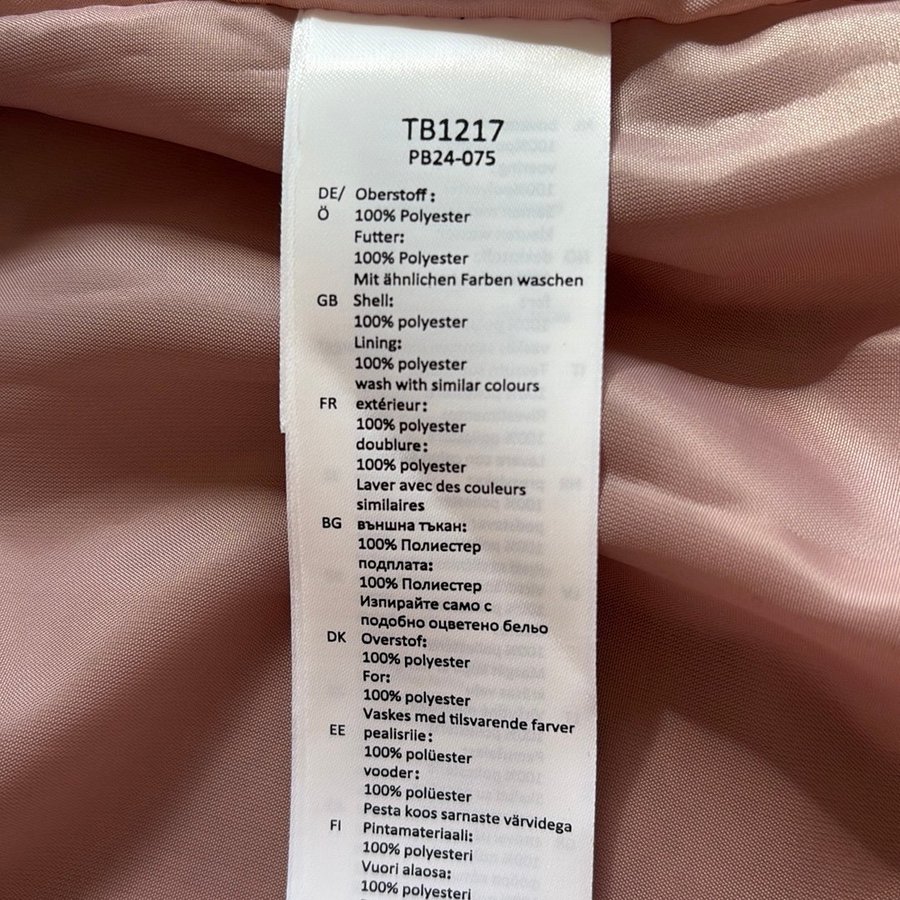 TB1217
PB24-075
DE/ Oberstoff :
Ö 100% Polyester
Futter:
100% Polyester
Mit ähnlichen Farben waschen
GB Shell:
100% polyester
Lining:
100% polyester
wash with similar colours
FR extérieur:
100% polyester
doublure:
100% polyester
Laver avec des couleurs
similaires
BG външна тъкан:
100% Полиестер
подплата:
100% Полиестер
Изпирайте само с
подобно оцветено бельо
DK Overstof:
100% polyester
For:
100% polyester
Vaskes med tilsvarende farver
EE pealisriie:
100% polüester
vooder:
100% polüester
Pesta koos sarnaste värvidega
FI Pintamateriaali:
100% polyesteri
Vuori alaosa:
100% polyesteri